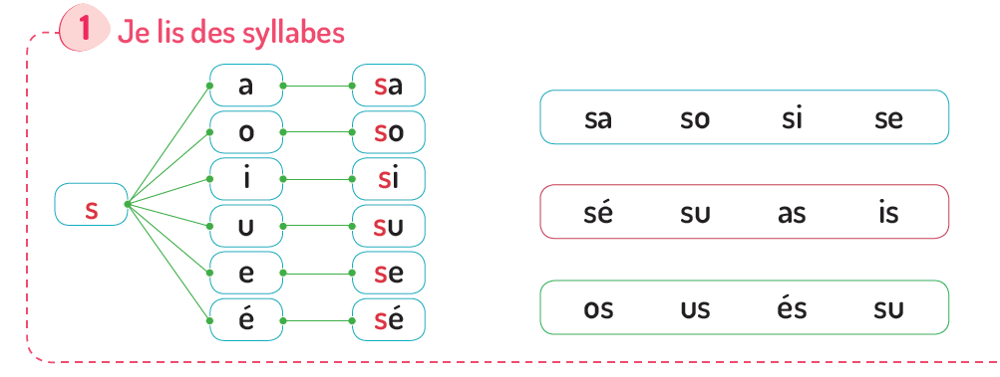 1 Je lis des syllabes
s
a sa
o so
i si
u su
e se
é sé
sa so si se
sé su as is
os us és su